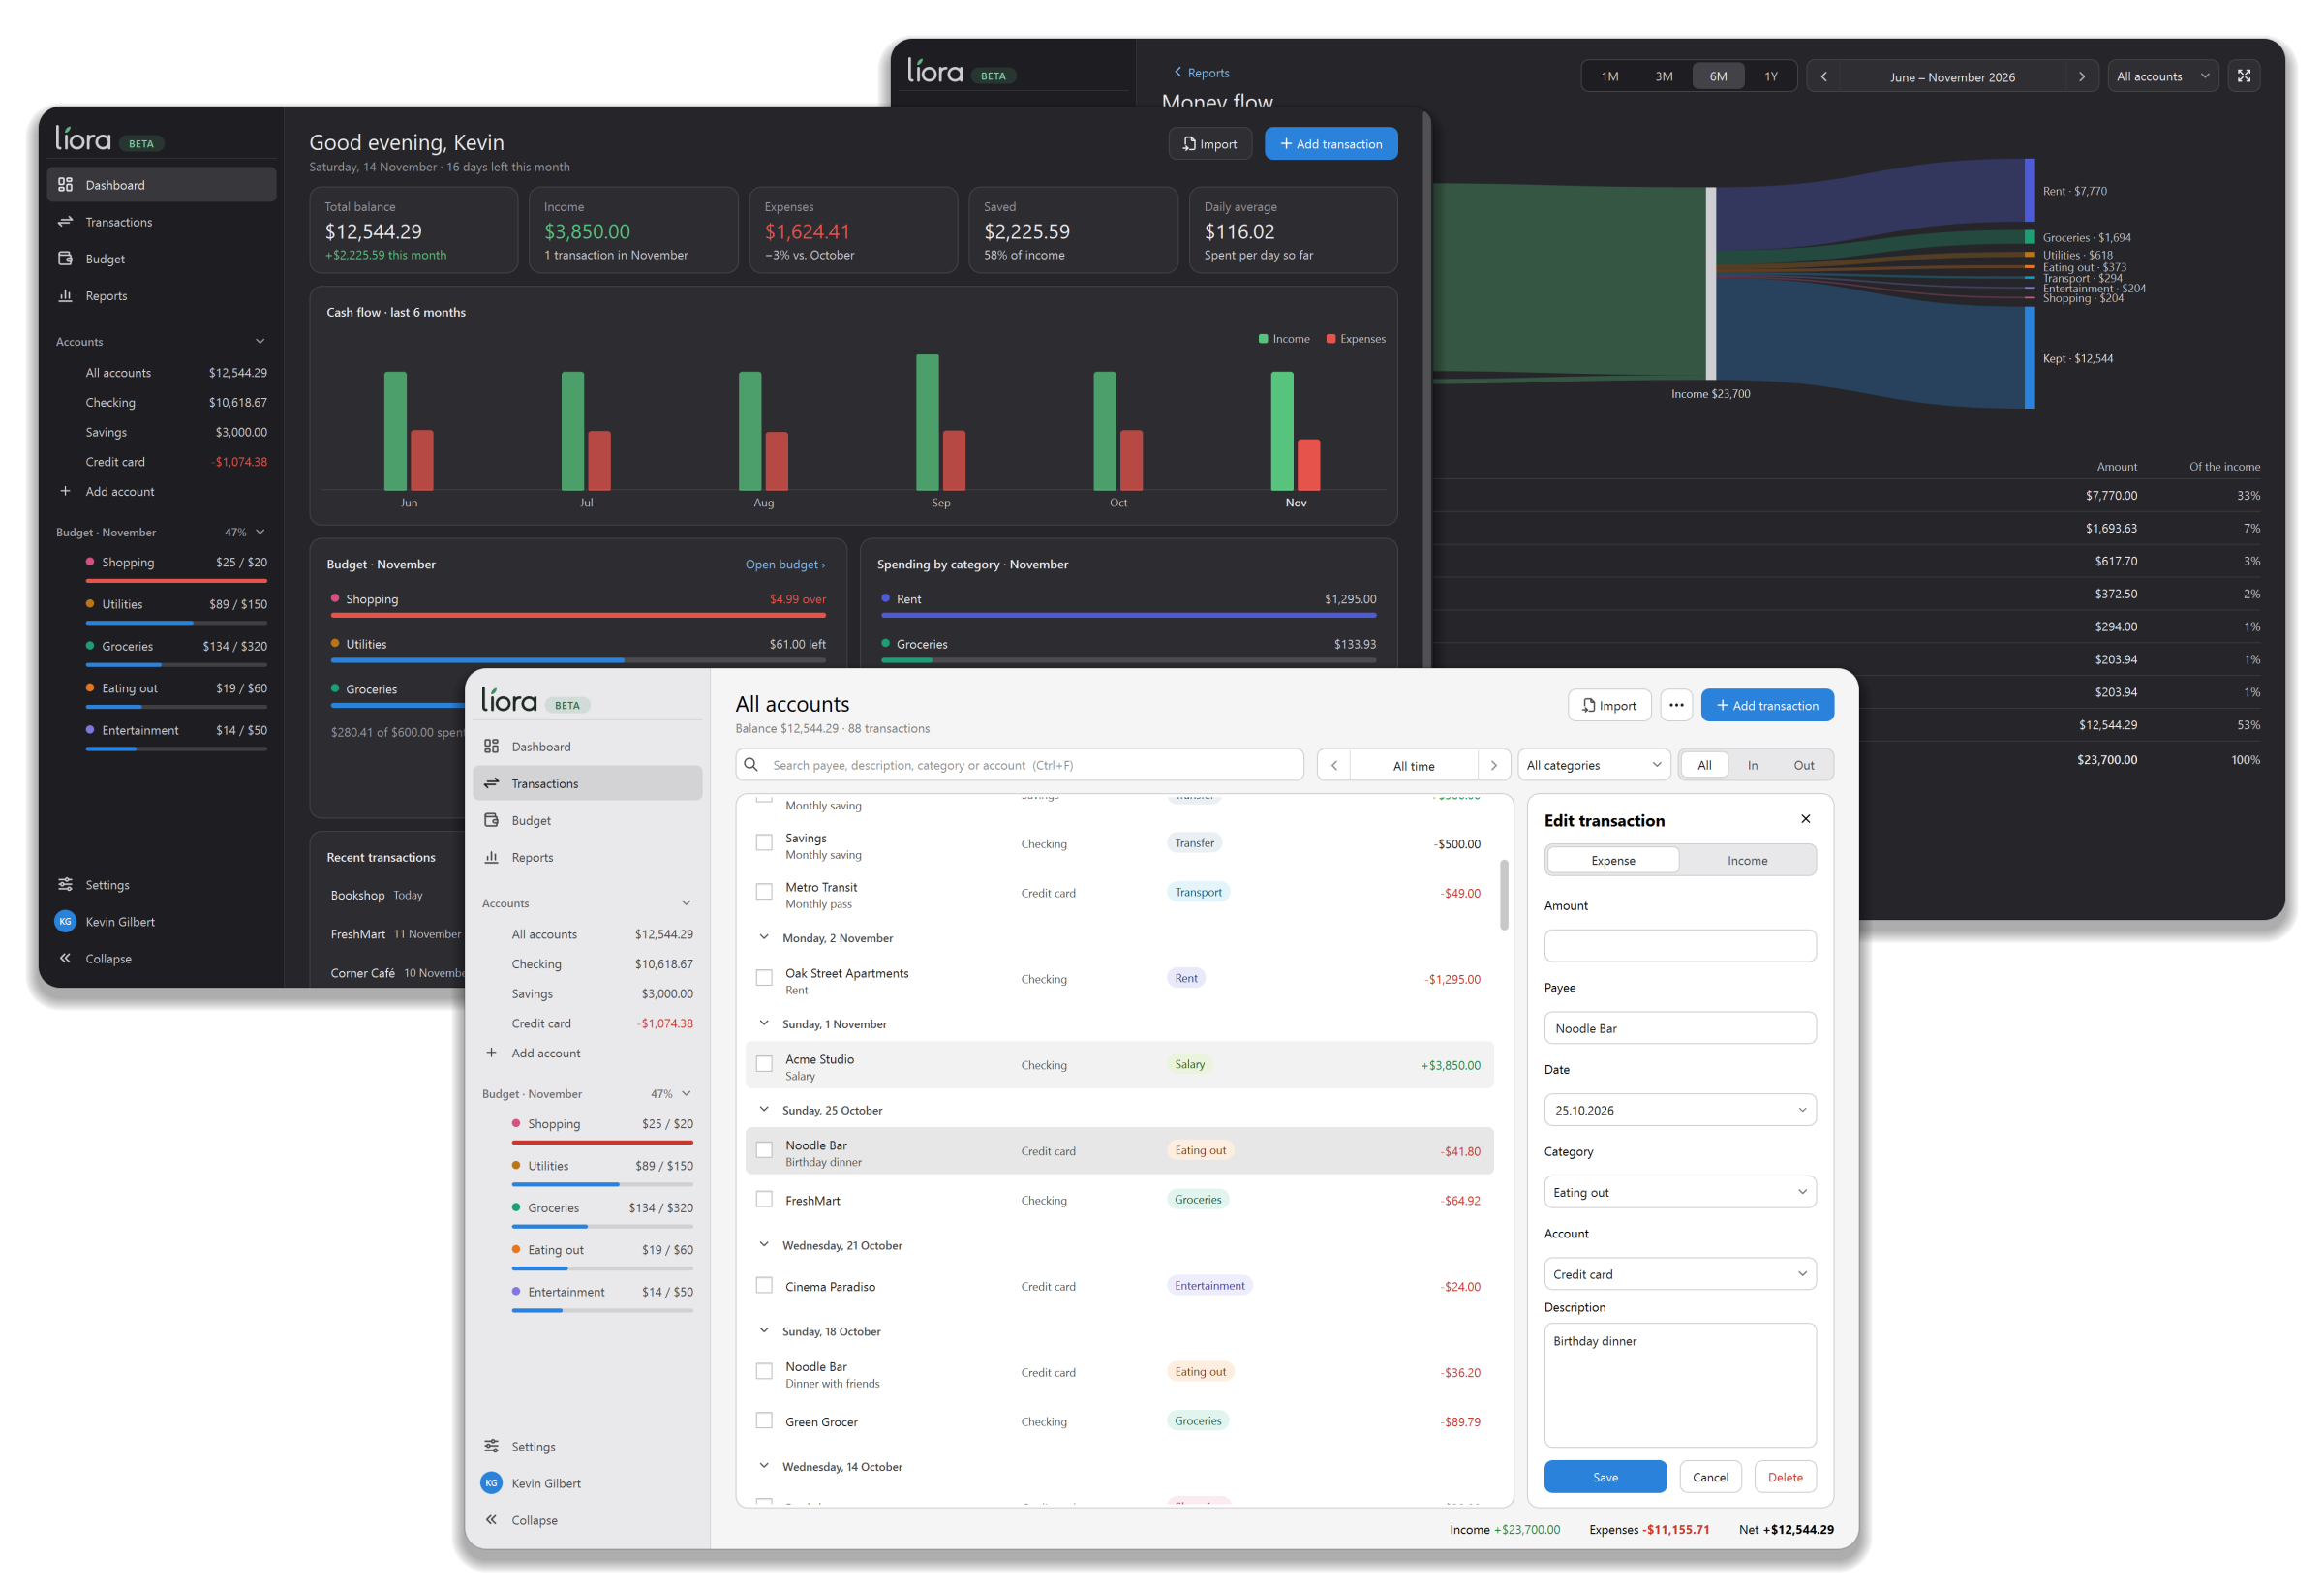 liora BETA
Dashboard
Transactions
Budget
Reports
Accounts
All accounts $12,544.29
Checking $10,618.67
Savings $3,000.00
Credit card -$1,074.38
Add account
Budget · November 47%
Shopping $25 / $20
Utilities $89 / $150
Groceries $134 / $320
Eating out $19 / $60
Entertainment $14 / $50
Settings
KG Kevin Gilbert
Collapse
Good evening, Kevin
Saturday, 14 November · 16 days left this month
Import
Add transaction
Total balance
$12,544.29
+$2,225.59 this month
Income
$3,850.00
1 transaction in November
Expenses
$1,624.41
−3% vs. October
Saved
$2,225.59
58% of income
Daily average
$116.02
Spent per day so far
Cash flow · last 6 months
Income Expenses
Jun Jul Aug Sep Oct Nov
Budget · November Open budget ›
Shopping $4.99 over
Utilities $61.00 left
Groceries
$280.41 of $600.00 spent
Spending by category · November
Rent $1,295.00
Groceries $133.93
Recent transactions
Bookshop Today
FreshMart 11 November
Corner Café 10
liora BETA
Reports
Money flow
1M 3M 6M 1Y
June – November 2026
All accounts
Income $23,700
Rent · $7,770
Groceries · $1,694
Utilities · $618
Eating out · $373
Transport · $294
Entertainment · $204
Shopping · $204
Kept · $12,544
Amount Of the income
$7,770.00 33%
$1,693.63 7%
$617.70 3%
$372.50 2%
$294.00 1%
$203.94 1%
$203.94 1%
$12,544.29 53%
$23,700.00 100%
liora BETA
Dashboard
Transactions
Budget
Reports
Accounts
All accounts $12,544.29
Checking $10,618.67
Savings $3,000.00
Credit card -$1,074.38
Add account
Budget · November 47%
Shopping $25 / $20
Utilities $89 / $150
Groceries $134 / $320
Eating out $19 / $60
Entertainment $14 / $50
Settings
KG Kevin Gilbert
Collapse
All accounts
Balance $12,544.29 · 88 transactions
Import
Add transaction
Search payee, description, category or account (Ctrl+F)
All time
All categories
All In Out
Monthly saving
Savings Checking Transfer -$500.00
Monthly saving
Metro Transit Credit card Transport -$49.00
Monthly pass
Monday, 2 November
Oak Street Apartments Checking Rent -$1,295.00
Rent
Sunday, 1 November
Acme Studio Checking Salary +$3,850.00
Salary
Sunday, 25 October
Noodle Bar Credit card Eating out -$41.80
Birthday dinner
FreshMart Checking Groceries -$64.92
Wednesday, 21 October
Cinema Paradiso Credit card Entertainment -$24.00
Sunday, 18 October
Noodle Bar Credit card Eating out -$36.20
Dinner with friends
Green Grocer Checking Groceries -$89.79
Wednesday, 14 October
Edit transaction
Expense Income
Amount
Payee
Noodle Bar
Date
25.10.2026
Category
Eating out
Account
Credit card
Description
Birthday dinner
Save Cancel Delete
Income +$23,700.00 Expenses -$11,155.71 Net +$12,544.29